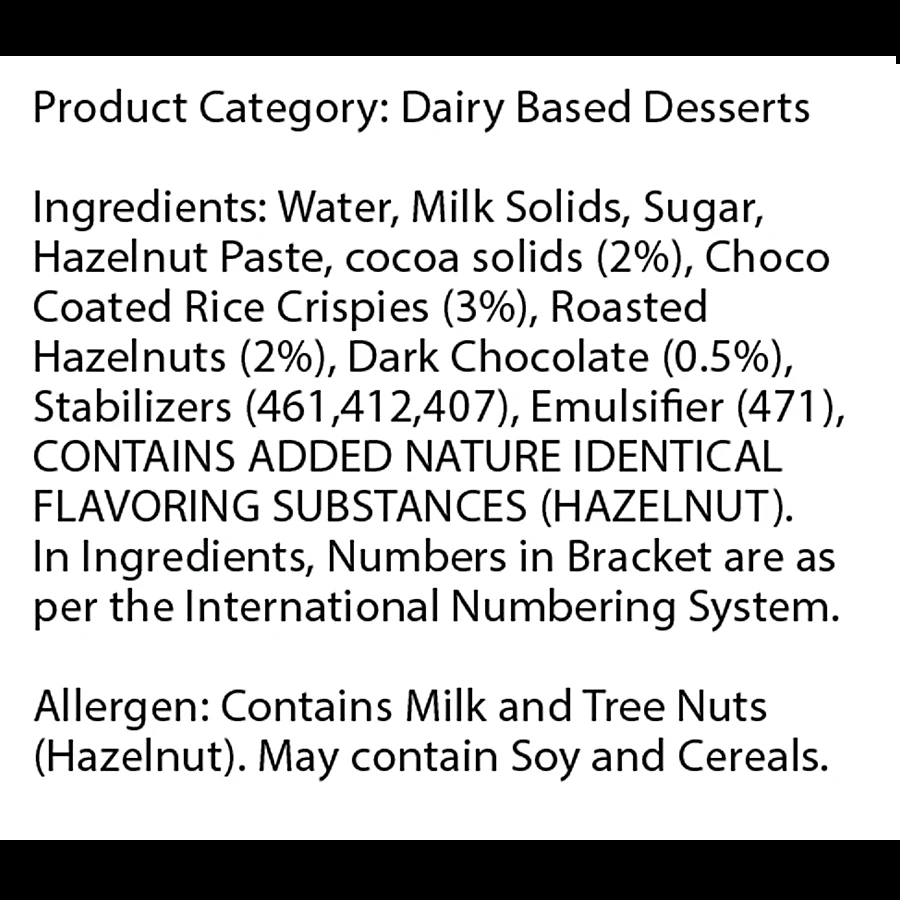 Product Category: Dairy Based Desserts
Ingredients: Water, Milk Solids, Sugar,
Hazelnut Paste, cocoa solids (2%), Choco
Coated Rice Crispies (3%), Roasted
Hazelnuts (2%), Dark Chocolate (0.5%),
Stabilizers (461,412,407), Emulsifier (471),
CONTAINS ADDED NATURE IDENTICAL
FLAVORING SUBSTANCES (HAZELNUT).
In Ingredients, Numbers in Bracket are as
per the International Numbering System.
Allergen: Contains Milk and Tree Nuts
(Hazelnut). May contain Soy and Cereals.